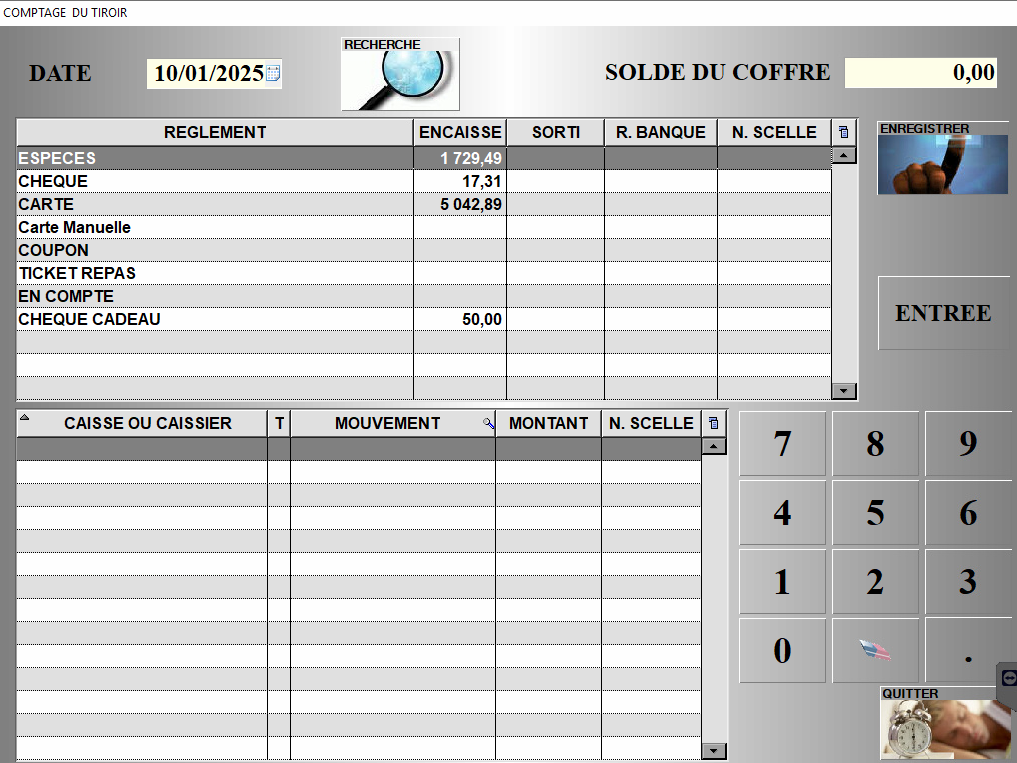 COMPTAGE DU TIROIR
DATE
10/01/2025
RECHERCHE
SOLDE DU COFFRE
0,00
REGLEMENT ENCAISSE SORTI R. BANQUE N. SCELLE
ESPECES 1 729,49
CHEQUE 17,31
CARTE 5 042,89
Carte Manuelle
COUPON
TICKET REPAS
EN COMPTE
CHEQUE CADEAU 50,00
ENREGISTRER
ENTREE
CAISSE OU CAISSIER T MOUVEMENT MONTANT N. SCELLE
7 8 9
4 5 6
1 2 3
0 .
QUITTER